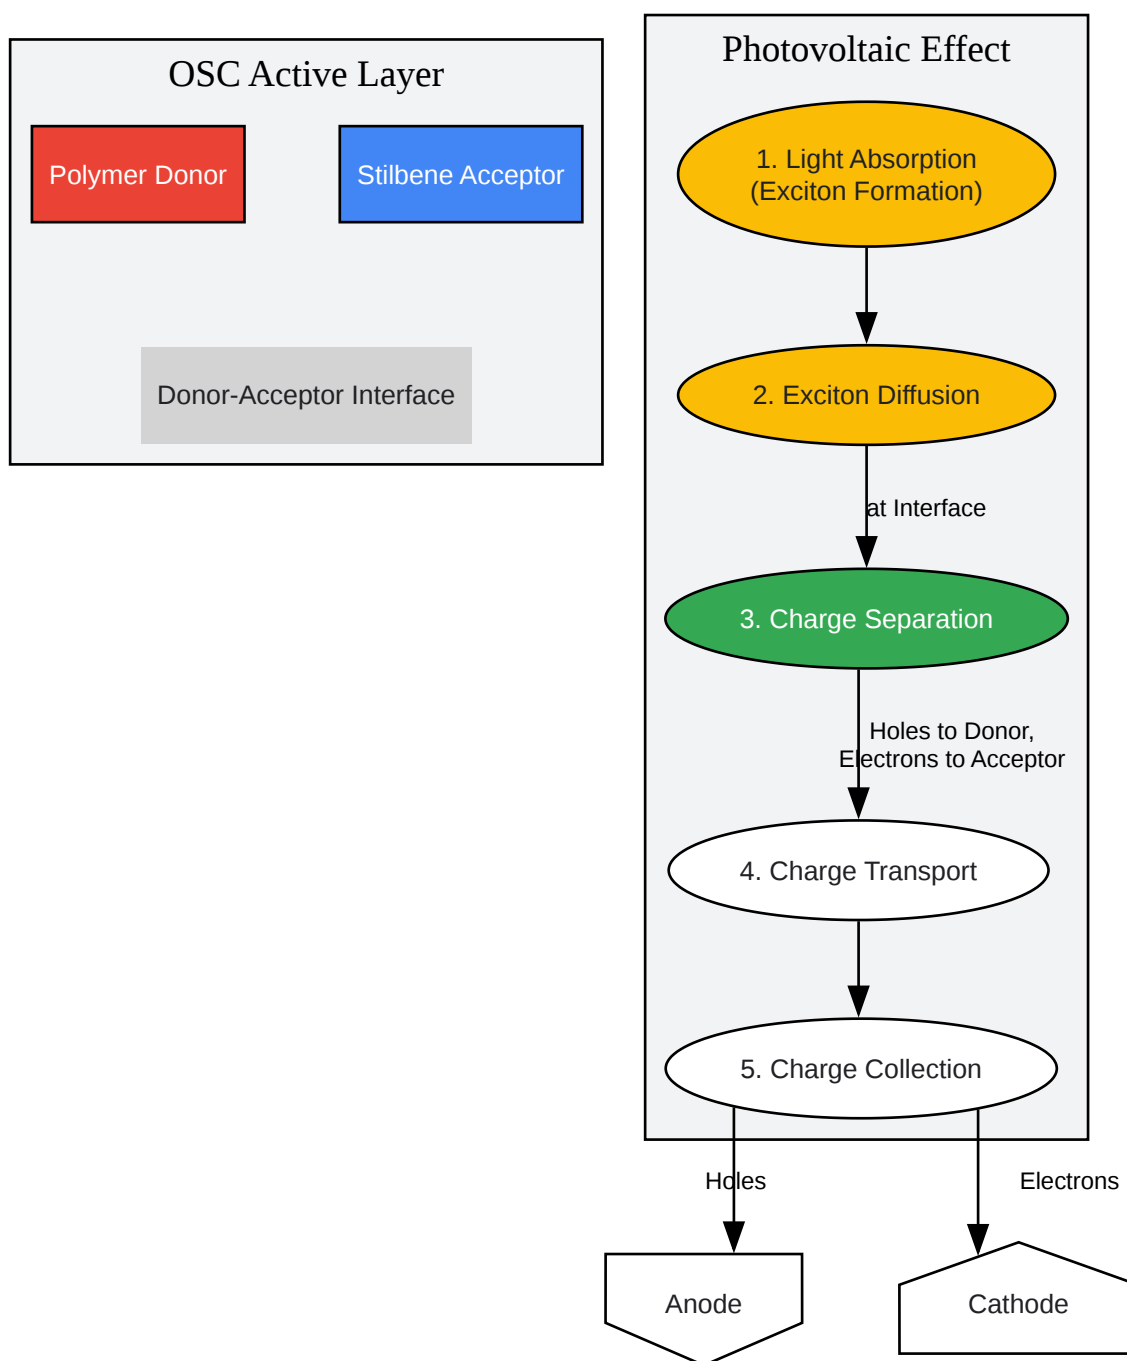 OSC Active Layer
Polymer Donor
Stilbene Acceptor
Donor-Acceptor Interface
Photovoltaic Effect
1. Light Absorption
(Exciton Formation)
2. Exciton Diffusion
at Interface
3. Charge Separation
Holes to Donor,
Electrons to Acceptor
4. Charge Transport
5. Charge Collection
Holes
Electrons
Anode
Cathode